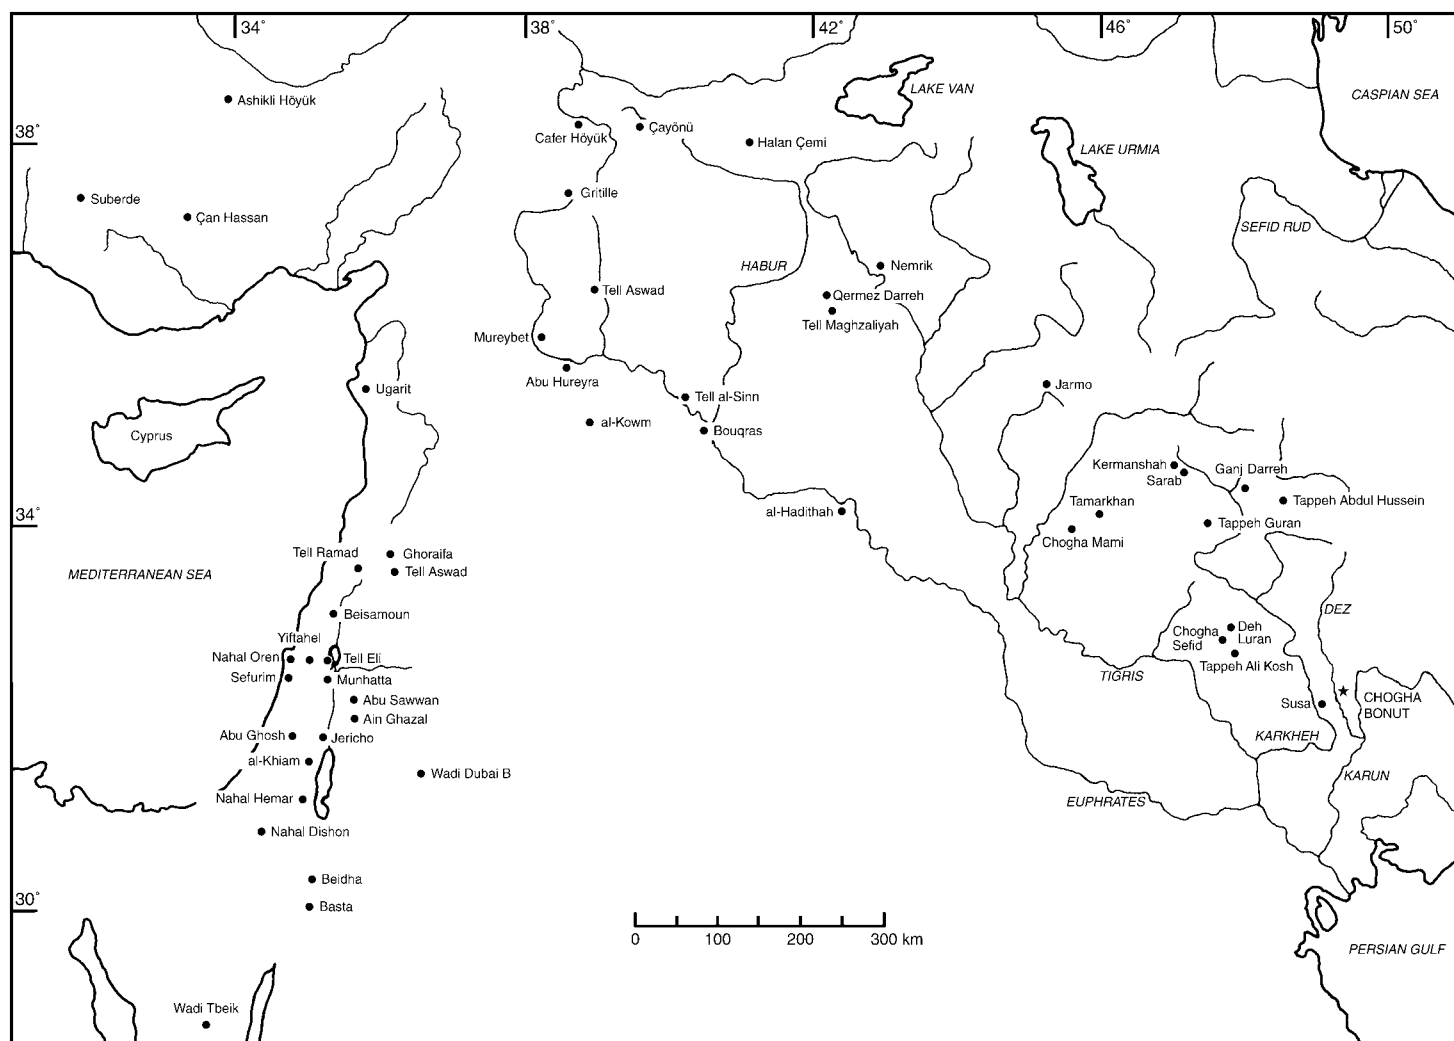 34°
38°
42°
46°
50°
LAKE VAN
CASPIAN SEA
Ashikli Höyük
Cafer Höyük
Çayönü
Halan Çemi
38°
LAKE URMIA
Suberde
Çan Hassan
Gritille
SEFID RUD
HABUR
Nemrik
Tell Aswad
Qermez Darreh
Tell Maghzaliyah
Mureybet
Abu Hureyra
Ugarit
Jarmo
Tell al-Sinn
al-Kowm
Bouqras
Cyprus
Kermanshah
Sarab
Ganj Darreh
Tappeh Abdul Hussein
Tamarkhan
al-Hadithah
34°
Tappeh Guran
Chogha Mami
Tell Ramad
Ghoraifa
Tell Aswad
MEDITERRANEAN SEA
Beisamoun
DEZ
Yiftahel
Chogha
Sefid
Deh
Luran
Nahal Oren
Tell Eli
Tappeh Ali Kosh
Sefurim
Munhatta
TIGRIS
Abu Sawwan
Susa
CHOGHA
BONUT
Ain Ghazal
Abu Ghosh
Jericho
KARKHEH
al-Khiam
Wadi Dubai B
KARUN
Nahal Hemar
EUPHRATES
Nahal Dishon
Beidha
30°
Basta
0
100
200
300 km
PERSIAN GULF
Wadi Tbeik